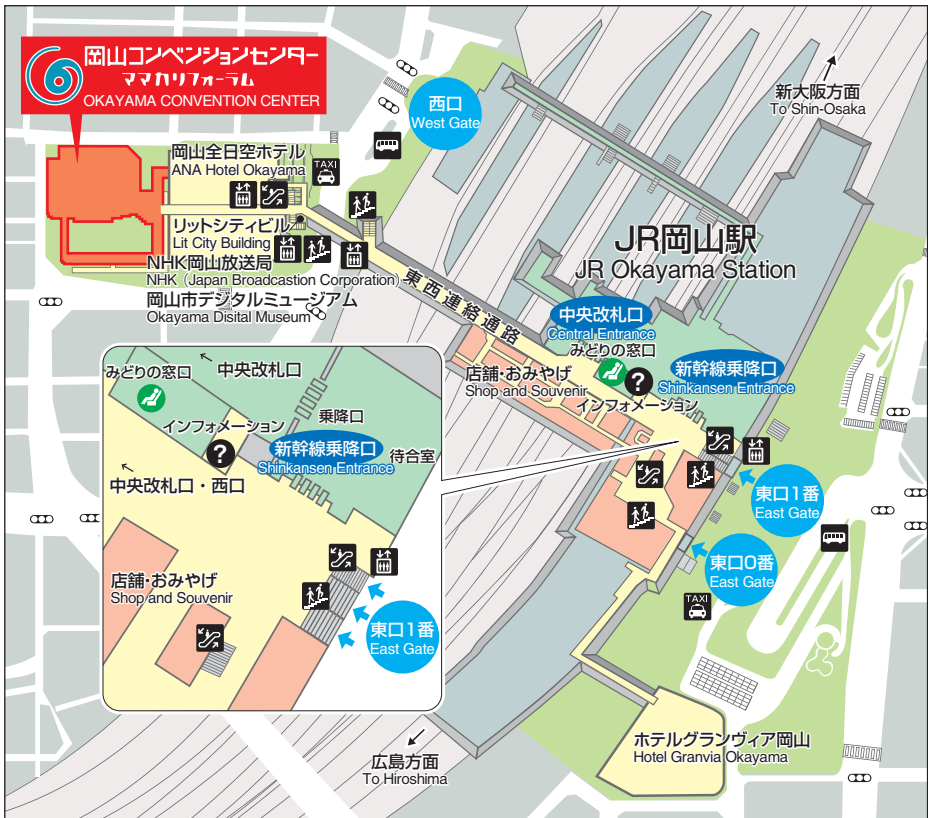 岡山コンベンションセンター
ママカリフォーラム
OKAYAMA CONVENTION CENTER
西口
West Gate
新大阪方面
To Shin-Osaka
岡山全日空ホテル
ANA Hotel Okayama
TAXI
リットシティビル
Lit City Building
NHK岡山放送局
NHK (Japan Broadcastion Corporation)
岡山市デジタルミュージアム
Okayama Disital Museum
東西連絡通路
JR岡山駅
JR Okayama Station
中央改札口
Central Entrance
みどりの窓口
新幹線乗降口
Shinkansen Entrance
?
インフォメーション
店舗・おみやげ
Shop and Souvenir
東口1番
East Gate
東口0番
East Gate
TAXI
ホテルグランヴィア岡山
Hotel Granvia Okayama
広島方面
To Hiroshima
中央改札口
みどりの窓口
乗降口
インフォメーション
?
新幹線乗降口
Shinkansen Entrance
待合室
中央改札口・西口
店舗・おみやげ
Shop and Souvenir
東口1番
East Gate